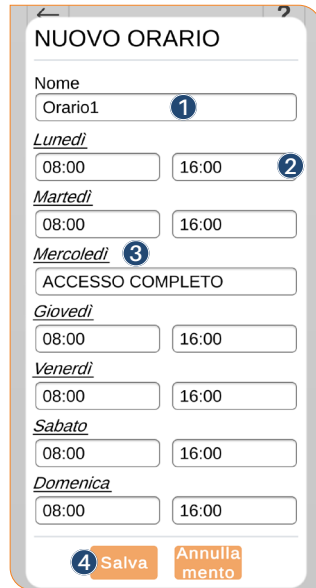 ?
NUOVO ORARIO
Nome
Orario1 1
Lunedì
08:00 16:00 2
Martedì
08:00 16:00
Mercoledì 3
ACCESSO COMPLETO
Giovedì
08:00 16:00
Venerdì
08:00 16:00
Sabato
08:00 16:00
Domenica
08:00 16:00
4 Salva Annulla
mento